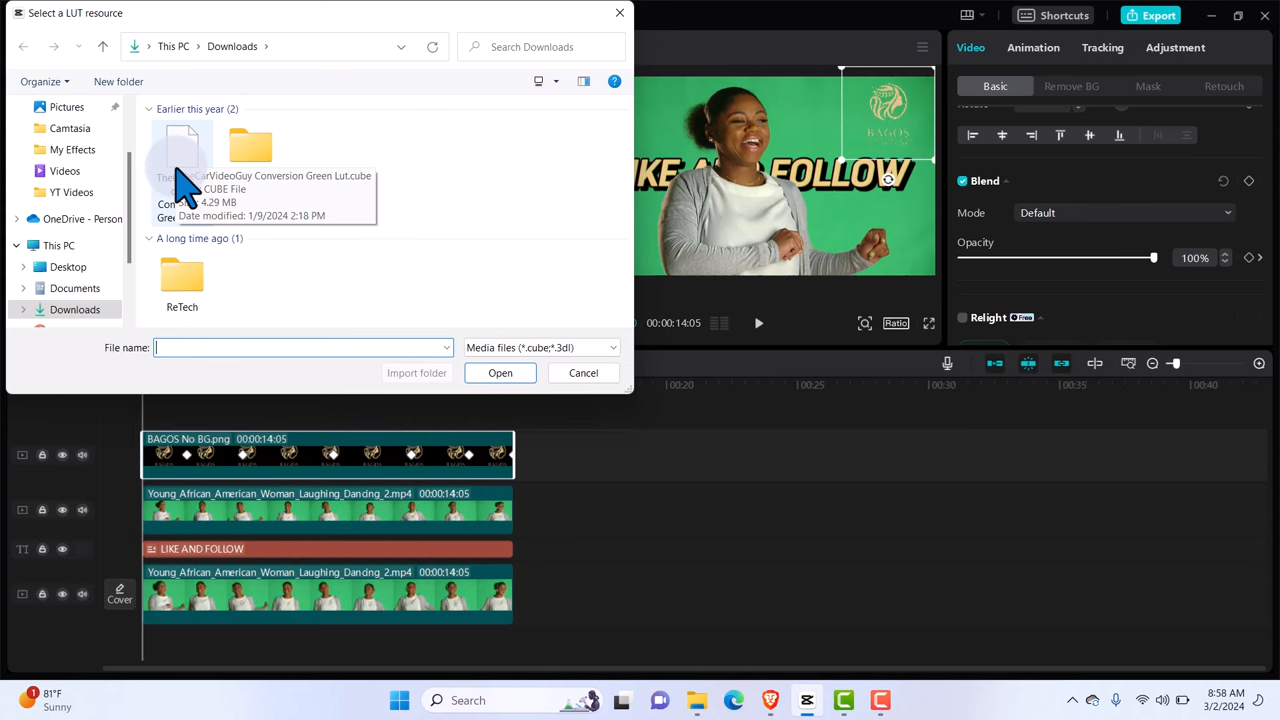 Select a LUT resource
Shortcuts
Export
This PC
Downloads
Search Downloads
Organize
New folder
Pictures
Camtasia
My Effects
Videos
YT Videos
OneDrive - Person
This PC
Desktop
Documents
Downloads
Earlier this year (2)
CarVideoGuy Conversion Green Lut.cube
CUBE File
4.29 MB
Date modified: 1/9/2024 2:18 PM
A long time ago (1)
ReTech
File name:
Media files (*.cube;*.3dl)
Import folder
Open
Cancel
BAGOS
LIKE AND FOLLOW
00:00:14:05
Ratio
Video
Animation
Tracking
Adjustment
Basic
Remove BG
Mask
Retouch
Blend
Mode
Default
Opacity
100%
Relight
Free
00:20
00:25
00:30
00:35
00:40
BAGOS No BG.png 00:00:14:05
Young_African_American_Woman_Laughing_Dancing_2.mp4 00:00:14:05
TI
LIKE AND FOLLOW
Cover
Young_African_American_Woman_Laughing_Dancing_2.mp4 00:00:14:05
1
81°F
Sunny
Search
8:58 AM
3/2/2024